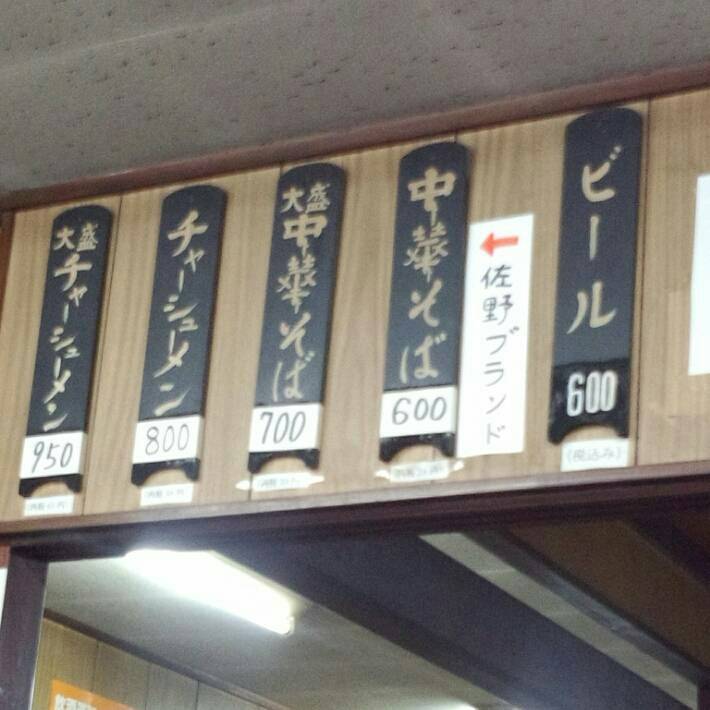 ビール
600
(税込み)
佐野ブランド
中華そば
600
大盛
中華そば
700
チャーシューメン
800
大盛
チャーシューメン
950